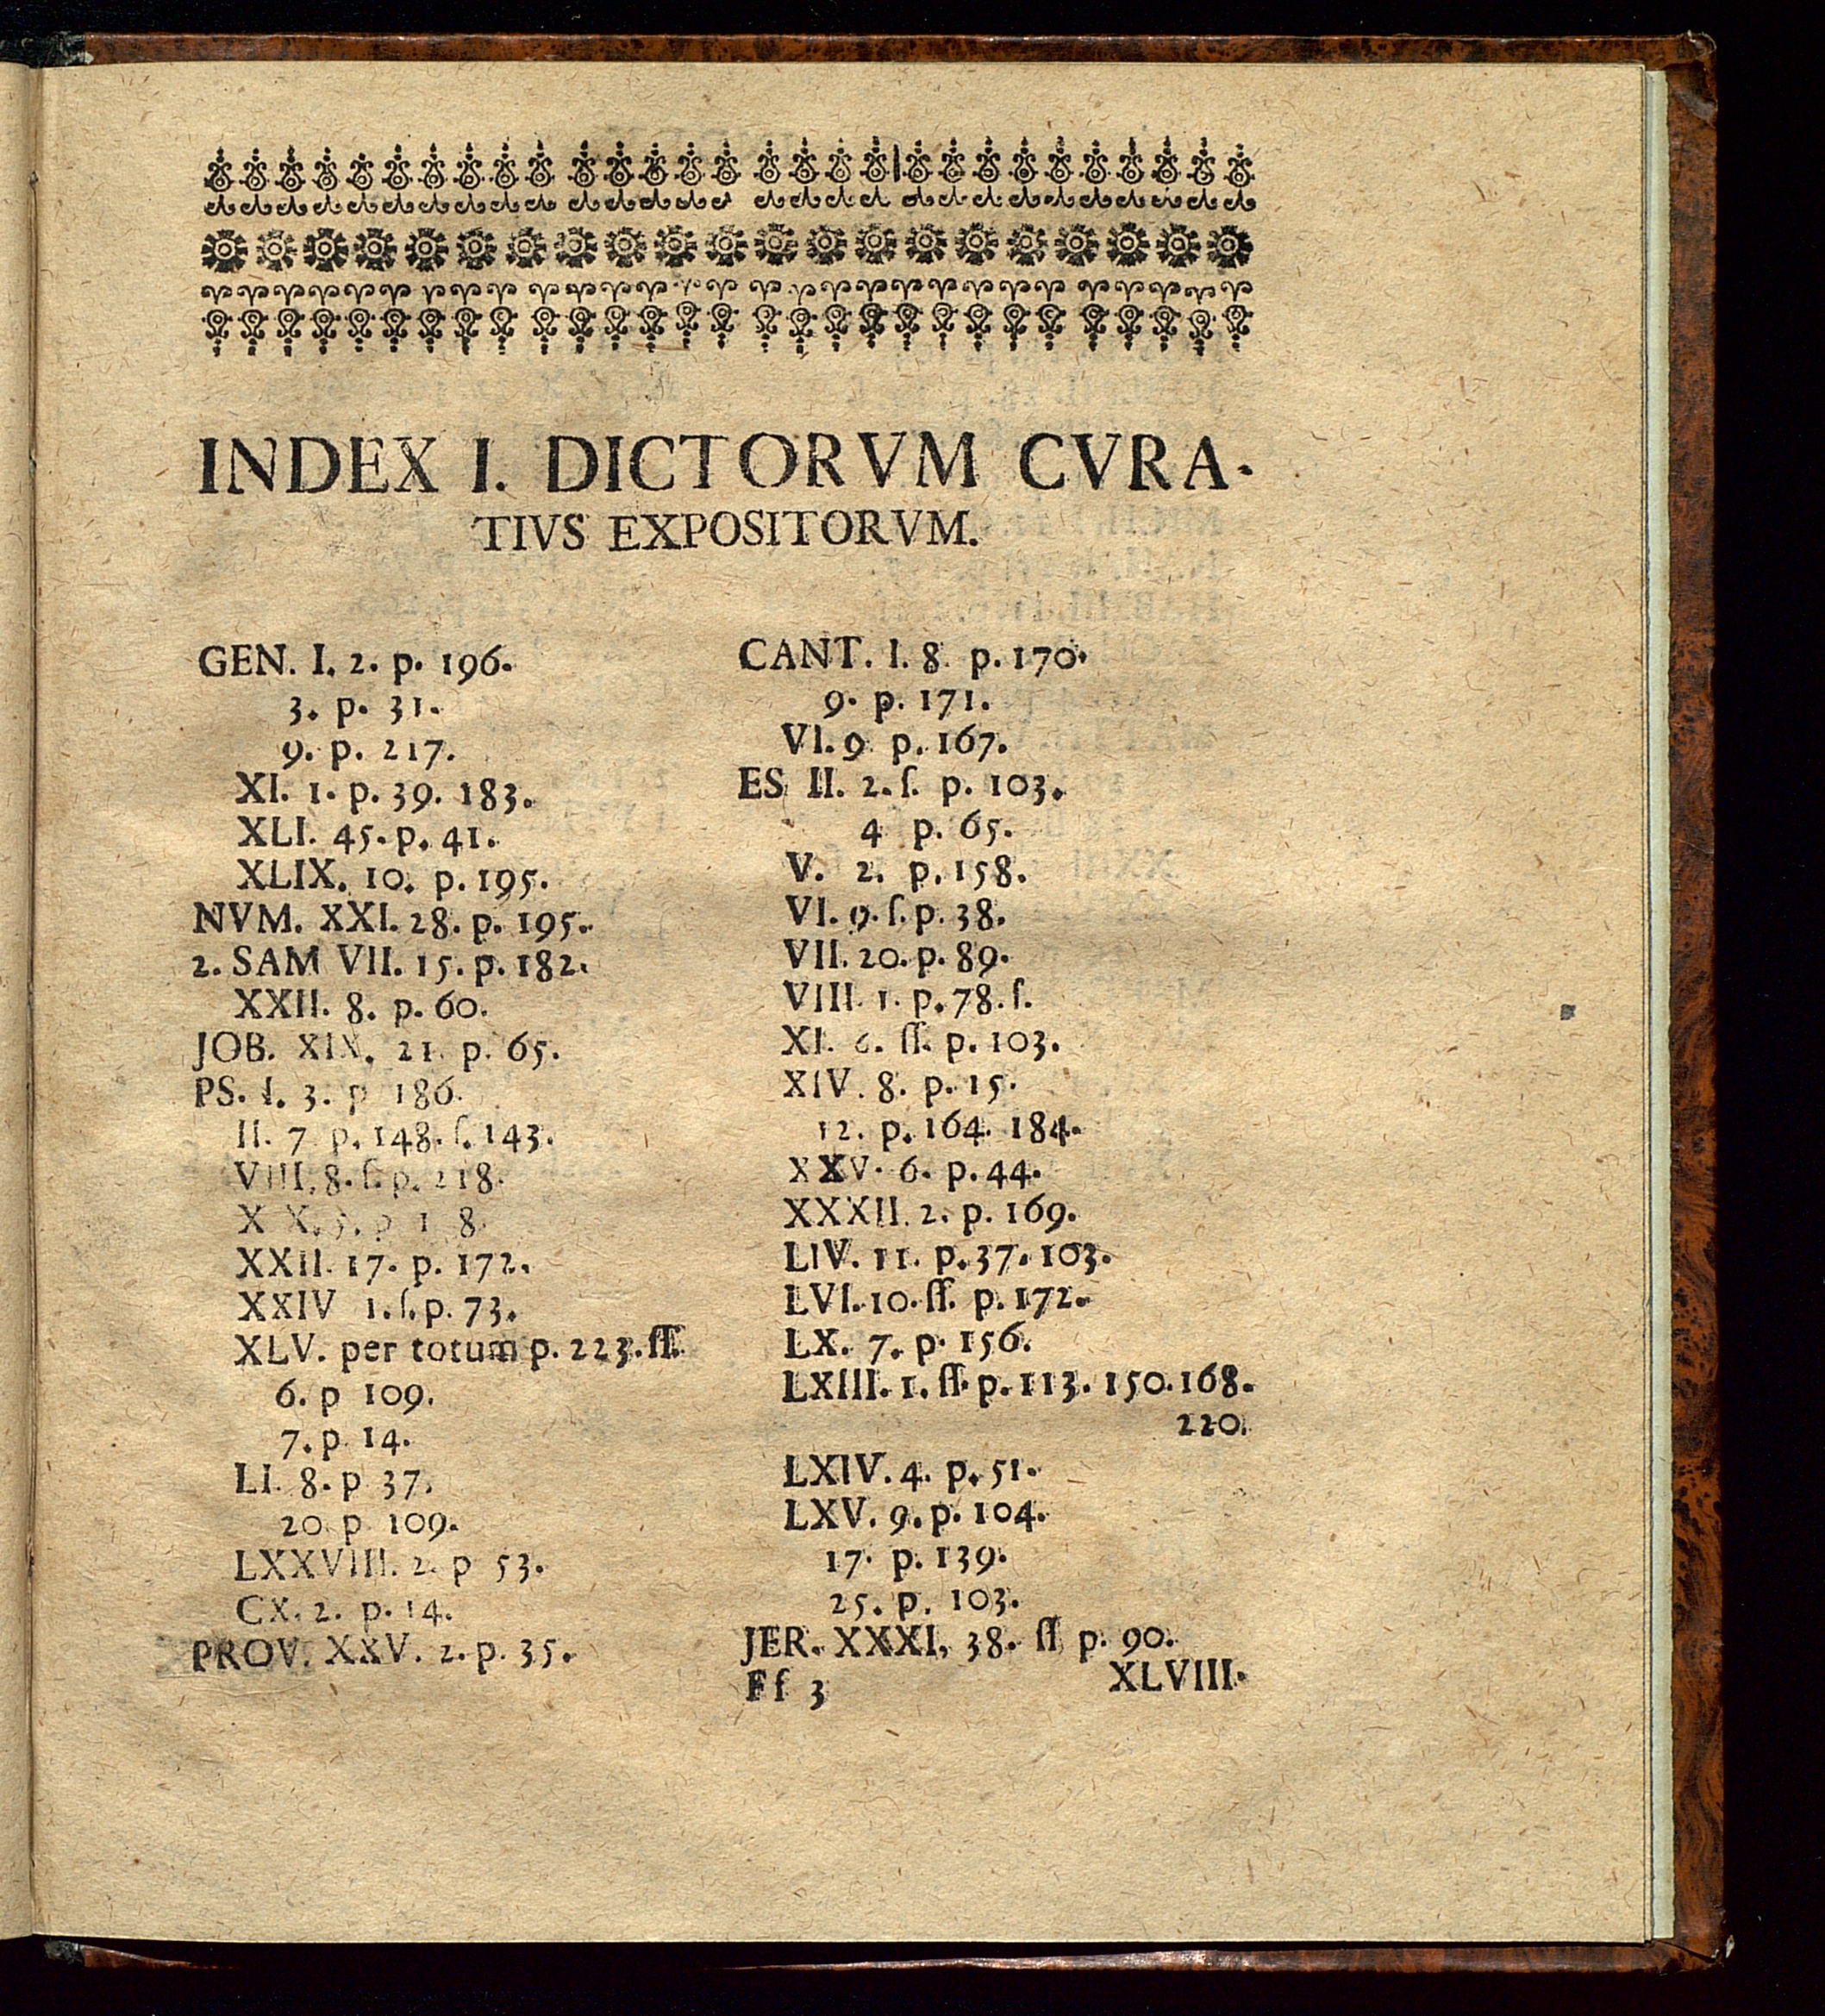 INDEX I. DICTORVM CVRA-
TIVS EXPOSITORVM.
GEN. I. 2. p. 196.
3. p. 31.
9. p. 217.
XI. 1. p. 39. 183.
XLI. 45. p. 41.
XLIX. 10. p. 195.
NVM. XXI. 28. p. 195.
2. SAM VII. 15. p. 182.
XXII. 8. p. 60.
JOB. XIX. 21. p. 65.
PS. I. 3. p 186.
II. 7 p. 148. ſ. 143.
VIII. 8. ſ. p. 218.
XXII. 17. p. 172.
XXIV 1. ſ. p. 73.
XLV. per totum p. 223. ſſ.
6. p 109.
7. p 14.
LI. 8. p 37.
20. p 109.
LXXVIII. 2. p 53.
CX. 2. p. 14.
PROV. XXV. 2. p. 35.
CANT. I. 8 p. 170.
9. p. 171.
VI. 9 p. 167.
ES II. 2. ſ. p. 103.
4 p. 65.
V. 2. p. 158.
VI. 9. ſ. p. 38.
VII. 20. p. 89.
VIII. 1. p. 78. ſ.
XI. 6. ſſ. p. 103.
XIV. 8. p. 15.
12. p. 164. 184.
XXV. 6. p. 44.
XXXII. 2. p. 169.
LIV. 11. p. 37. 103.
LVI. 10. ſſ. p. 172.
LX. 7. p. 156.
LXIII. 1. ſſ. p. 113. 150. 168.
220.
LXIV. 4. p. 51.
LXV. 9. p. 104.
17. p. 139.
25. p. 103.
JER. XXXI, 38. ſſ p. 90.
Ff 3 XLVIII.